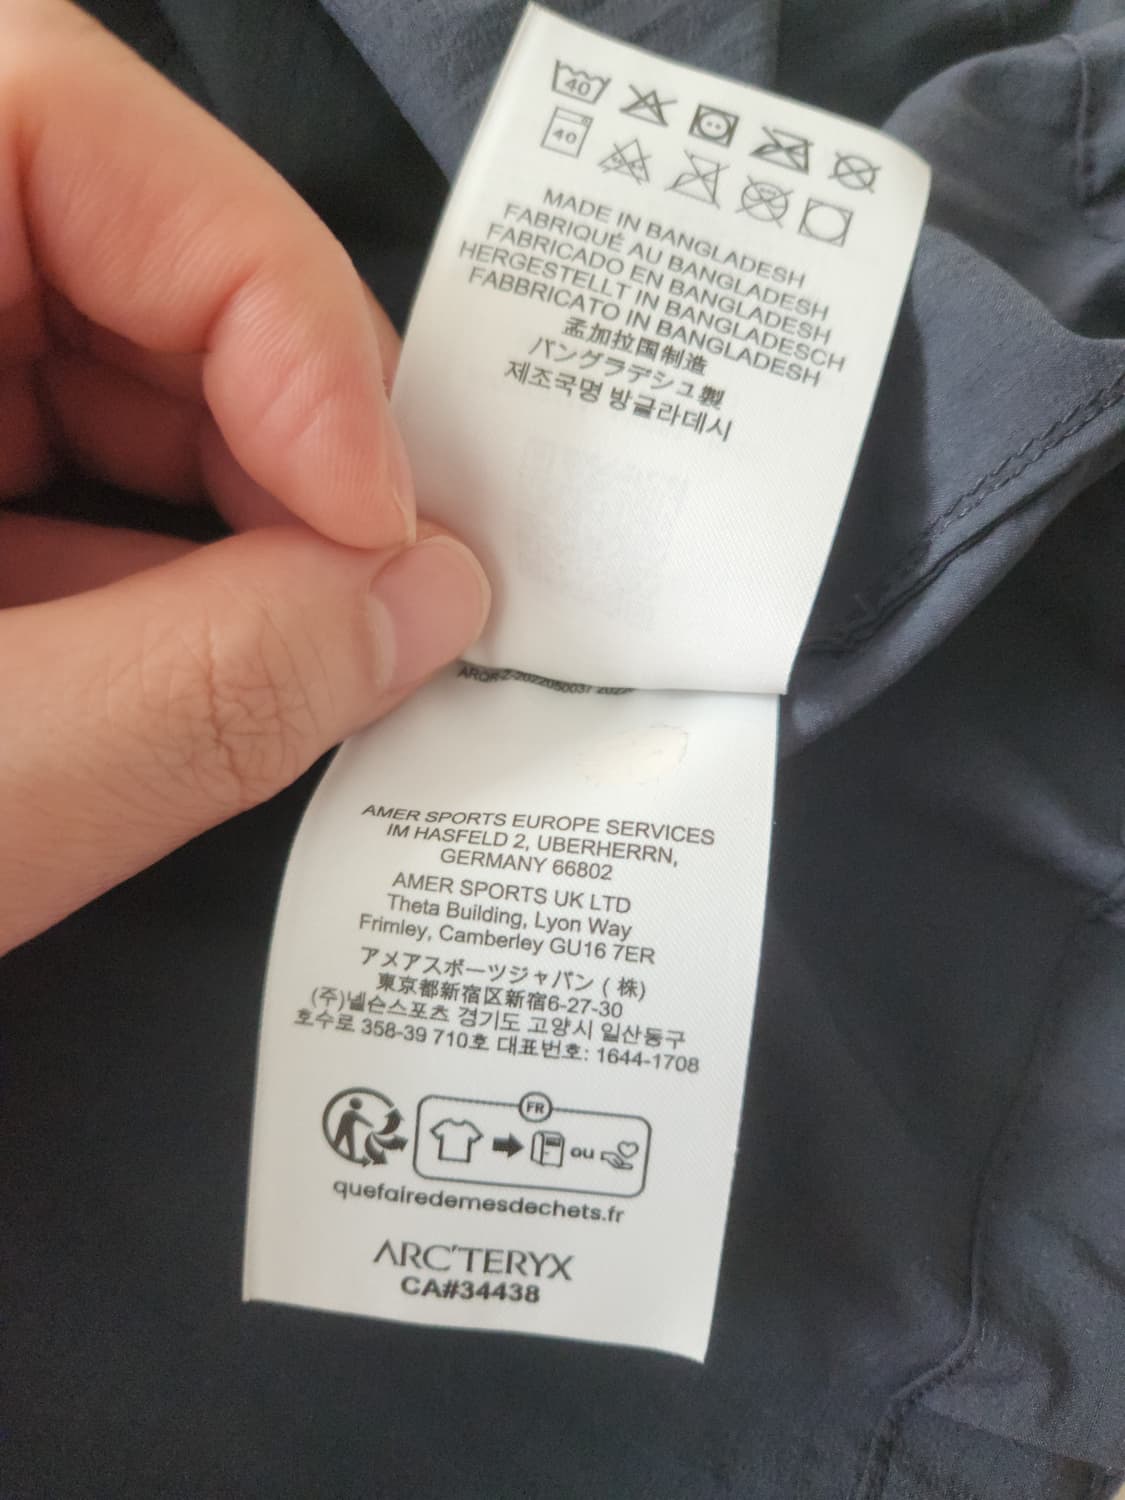 40
40
MADE IN BANGLADESH
FABRIQUÉ AU BANGLADESH
FABRICADO EN BANGLADESH
HERGESTELLT IN BANGLADESCH
FABBRICATO IN BANGLADESH
孟加拉国制造
バングラデシュ製
제조국명 방글라데시
AMER SPORTS EUROPE SERVICES
IM HASFELD 2, UBERHERRN,
GERMANY 66802
AMER SPORTS UK LTD
Theta Building, Lyon Way
Frimley, Camberley GU16 7ER
アメアスポーツジャパン (株)
東京都新宿区新宿6-27-30
(주)넬슨스포츠 경기도 고양시 일산동구
호수로 358-39 710호 대표번호: 1644-1708
FR
ou
quefairedemesdechets.fr
ARC'TERYX
CA#34438